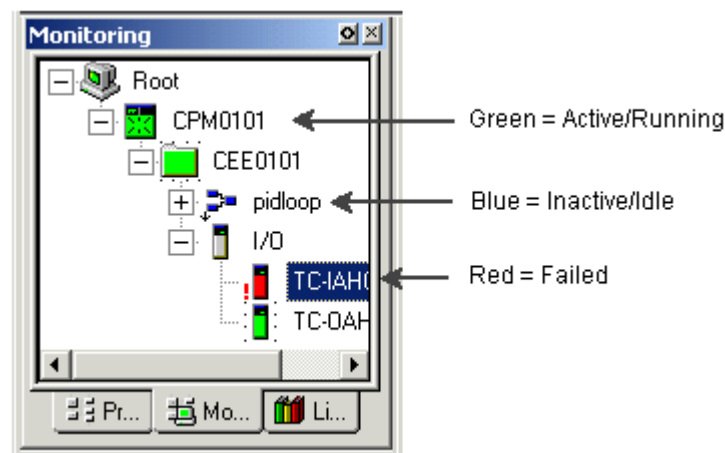 Monitoring
Root
CPM0101
Green = Active/Running
CEE0101
pidloop
Blue = Inactive/Idle
I/O
TC-IAH
Red = Failed
TC-OAH
Pr...
Mo...
Li...